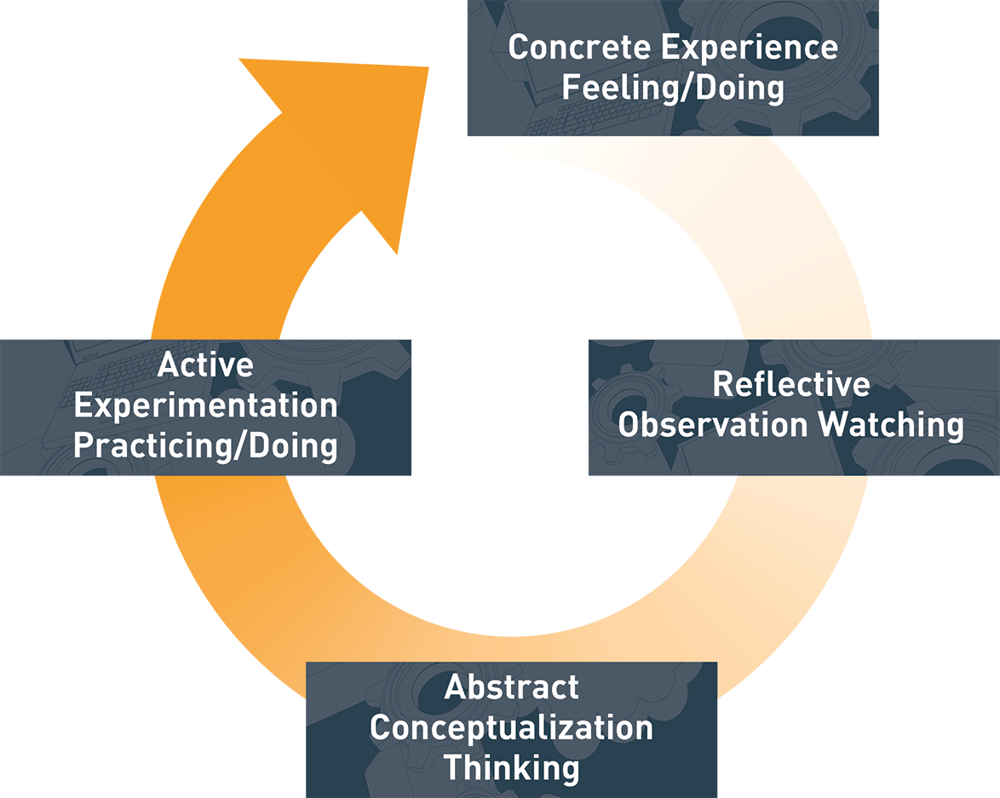 Concrete Experience
Feeling/Doing
Reflective
Observation Watching
Abstract
Conceptualization
Thinking
Active
Experimentation
Practicing/Doing